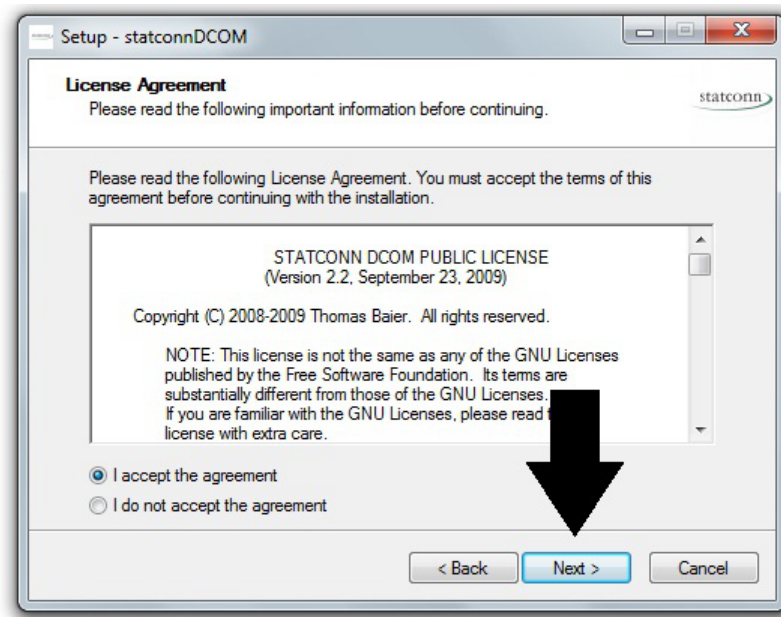 Setup - statconnDCOM
License Agreement
Please read the following important information before continuing.
statconn
Please read the following License Agreement. You must accept the terms of this
agreement before continuing with the installation.
STATCONN DCOM PUBLIC LICENSE
(Version 2.2, September 23, 2009)
Copyright (C) 2008-2009 Thomas Baier. All rights reserved.
NOTE: This license is not the same as any of the GNU Licenses
published by the Free Software Foundation. Its terms are
substantially different from those of the GNU Licenses.
If you are familiar with the GNU Licenses, please read
license with extra care.
I accept the agreement
I do not accept the agreement
< Back
Next >
Cancel